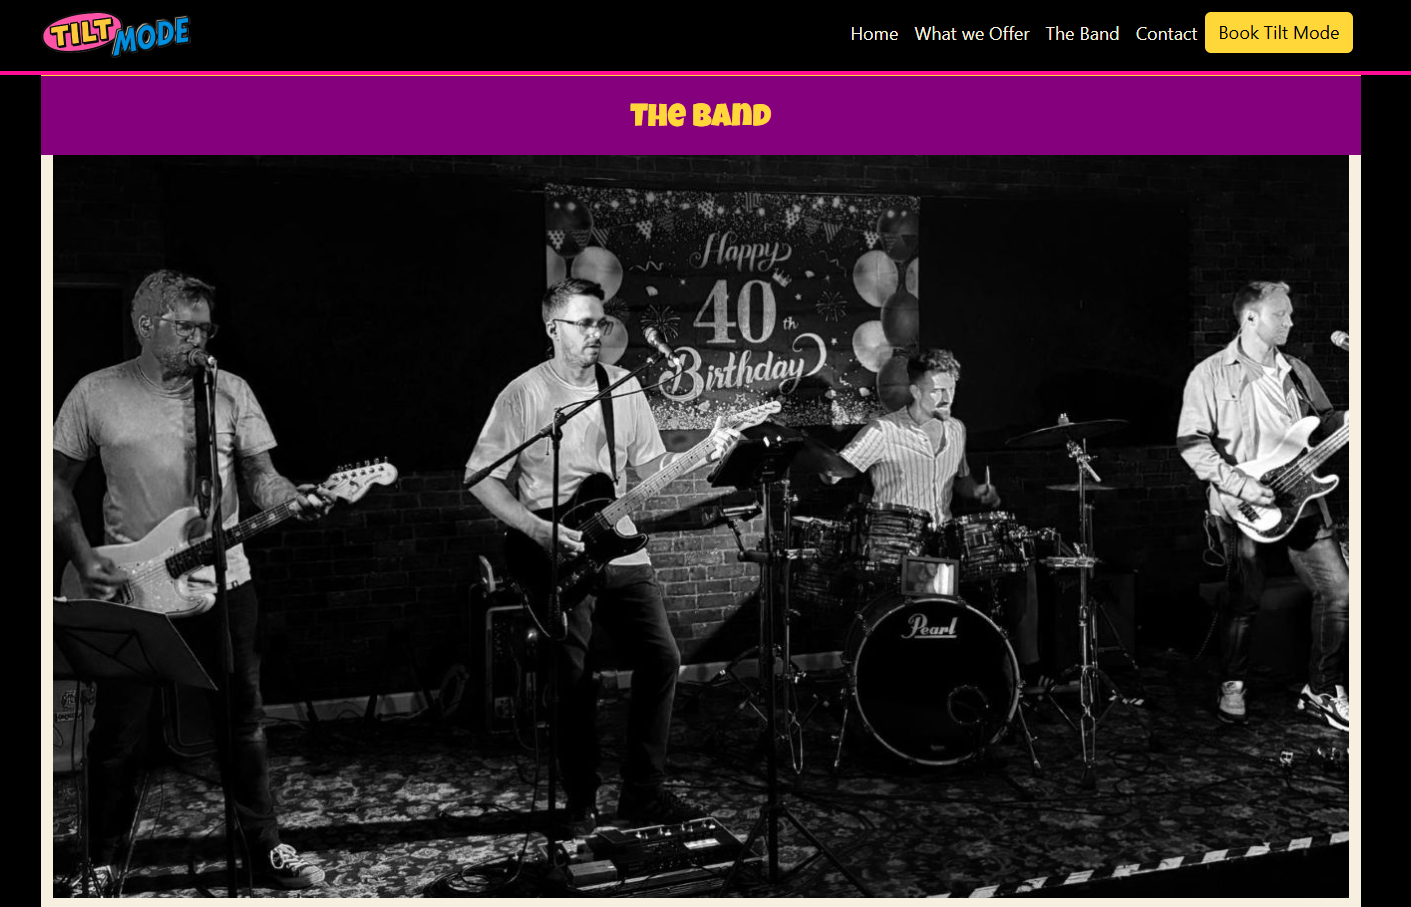 TILT MODE
Home What we Offer The Band Contact Book Tilt Mode
THe BanD
Happy
40th
Birthday
Pearl